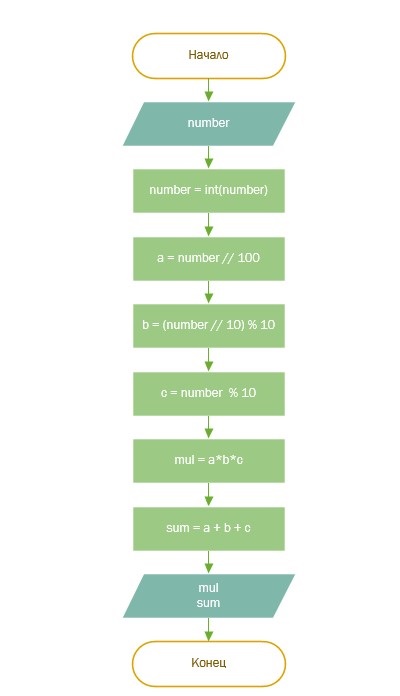 Начало
number
number = int(number)
a = number // 100
b = (number // 10) % 10
c = number % 10
mul = a*b*c
sum = a + b + c
mul
sum
Конец